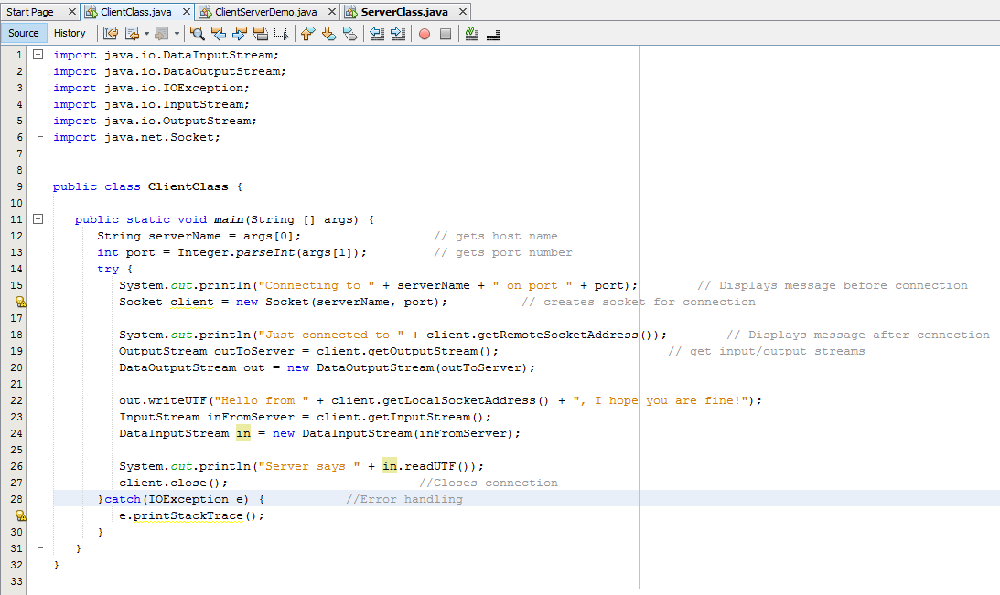 Start Page ClientClass.java ClientServerDemo.java ServerClass.java
Source History
1 import java.io.DataInputStream;
2 import java.io.DataOutputStream;
3 import java.io.IOException;
4 import java.io.InputStream;
5 import java.io.OutputStream;
6 import java.net.Socket;
7
8
9 public class ClientClass {
10
11 public static void main(String [] args) {
12 String serverName = args[0]; // gets host name
13 int port = Integer.parseInt(args[1]); // gets port number
14 try {
15 System.out.println("Connecting to " + serverName + " on port " + port); // Displays message before connection
Socket client = new Socket(serverName, port); // creates socket for connection
17
18 System.out.println("Just connected to " + client.getRemoteSocketAddress()); // Displays message after connection
19 OutputStream outToServer = client.getOutputStream(); // get input/output streams
20 DataOutputStream out = new DataOutputStream(outToServer);
21
22 out.writeUTF("Hello from " + client.getLocalSocketAddress() + ", I hope you are fine!");
23 InputStream inFromServer = client.getInputStream();
24 DataInputStream in = new DataInputStream(inFromServer);
25
26 System.out.println("Server says " + in.readUTF());
27 client.close(); //Closes connection
28 }catch(IOException e) { //Error handling
e.printStackTrace();
30 }
31 }
32 }
33